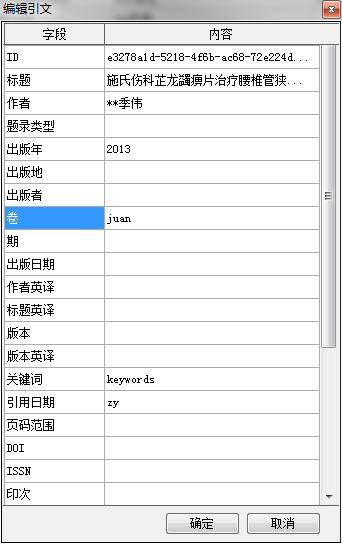 编辑引文
字段 内容
ID e3278a1d-5218-4f6b-ac68-72e224d...
标题 施氏伤科芷龙蠲痹片治疗腰椎管狭...
作者 **季伟
题录类型
出版年 2013
出版地
出版者
卷 juan
期
出版日期
作者英译
标题英译
版本
版本英译
关键词 keywords
引用日期 zy
页码范围
DOI
ISSN
印次
确定 取消